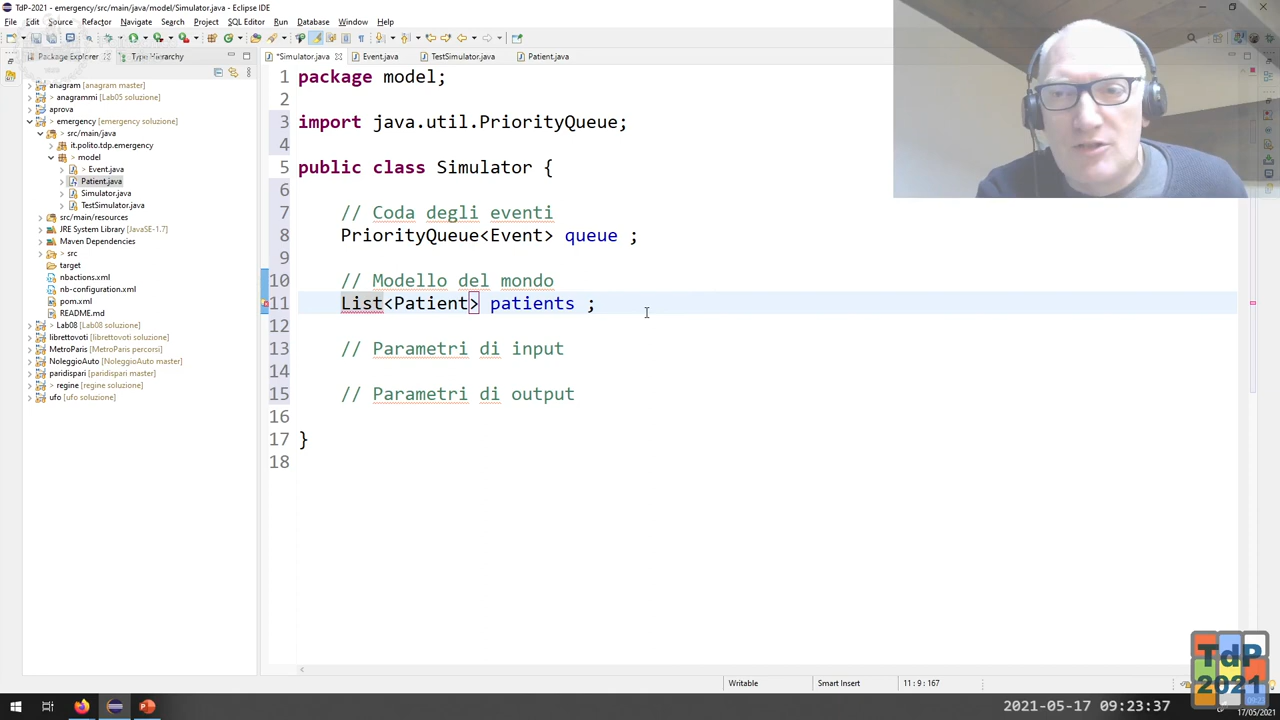 TdP-2021 - emergency/src/main/java/model/Simulator.java - Eclipse IDE
File Edit Source Refactor Navigate Search Project SQL Editor Run Database Window Help
Package Explorer Type Hierarchy
*Simulator.java Event.java TestSimulator.java Patient.java
anagram [anagram master]
> anagrammi [Lab05 soluzione]
aprova
emergency [emergency soluzione]
> src/main/java
it.polito.tdp.emergency
> model
> Event.java
Patient.java
> Simulator.java
TestSimulator.java
src/main/resources
JRE System Library [JavaSE-1.7]
Maven Dependencies
> src
target
nbactions.xml
nb-configuration.xml
pom.xml
README.md
> Lab08 [master]
librettovoti [librettovoti master]
MetroParis [MetroParis percorsi]
NoleggioAuto [NoleggioAuto master]
paridispari [paridispari master]
> regine [regine soluzione]
ufo [ufo soluzione]
1 package model;
2
3 import java.util.PriorityQueue;
4
5 public class Simulator {
6
7 // Coda degli eventi
8 PriorityQueue<Event> queue ;
9
10 // Modello del mondo
11 List<Patient> patients ;
12
13 // Parametri di input
14
15 // Parametri di output
16
17 }
18
Writable Smart Insert 11 : 9 : 167
TdP
2021
2021-05-17 09:23:37
17/05/2021